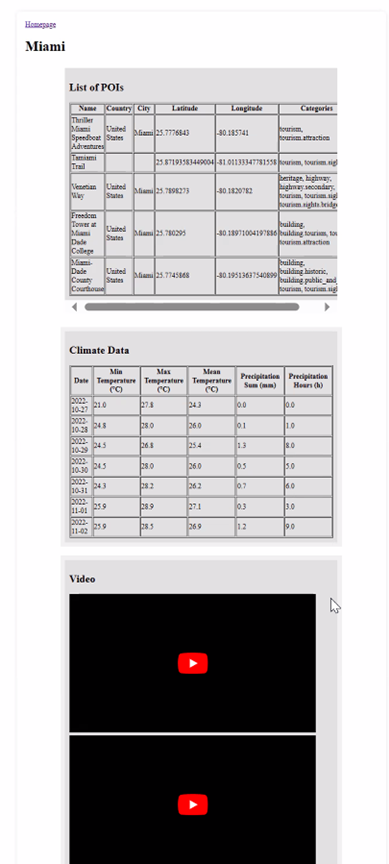 Homepage
Miami
List of POIs
Name Country City Latitude Longitude Categories
Thriller Miami Speedboat Adventures United States Miami 25.7776843 -80.185741 tourism, tourism.attraction
Tamiami Trail 25.87193583449004 -81.01133347781558 tourism, tourism.sigh
Venetian Way United States Miami 25.7898273 -80.1820782 heritage, highway, highway.secondary, tourism, tourism.sigh tourism.sights.bridge
Freedom Tower at Miami Dade College United States Miami 25.780295 -80.18971004197886 building, building.tourism, tou tourism.attraction
Miami-Dade County Courthouse United States Miami 25.7745868 -80.19513637540899 building, building.historic, building.public_and_ tourism, tourism.sigh
Climate Data
Date Min Temperature (°C) Max Temperature (°C) Mean Temperature (°C) Precipitation Sum (mm) Precipitation Hours (h)
2022-10-27 21.0 27.8 24.3 0.0 0.0
2022-10-28 24.8 28.0 26.0 0.1 1.0
2022-10-29 24.5 26.8 25.4 1.3 8.0
2022-10-30 24.5 28.0 26.0 0.5 5.0
2022-10-31 24.3 28.2 26.2 0.7 6.0
2022-11-01 25.9 28.9 27.1 0.3 3.0
2022-11-02 25.9 28.5 26.9 1.2 9.0
Video